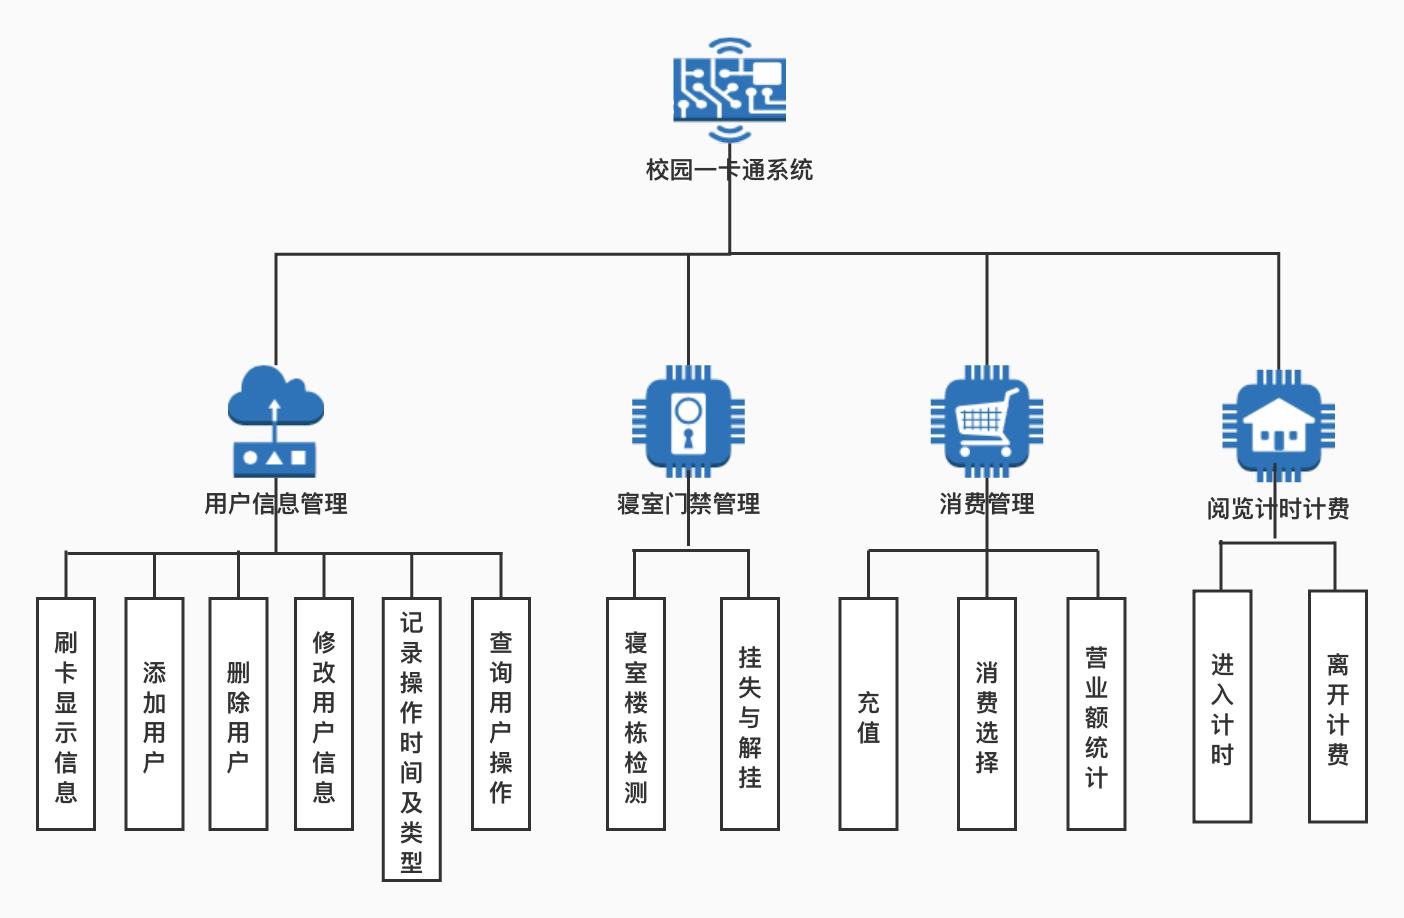 校园一卡通系统
用户信息管理
寝室门禁管理
消费管理
阅览计时计费
刷卡显示信息
添加用户
删除用户
修改用户信息
记录操作时间及类型
查询用户操作
寝室楼栋检测
挂失与解挂
充值
消费选择
营业额统计
进入计时
离开计费